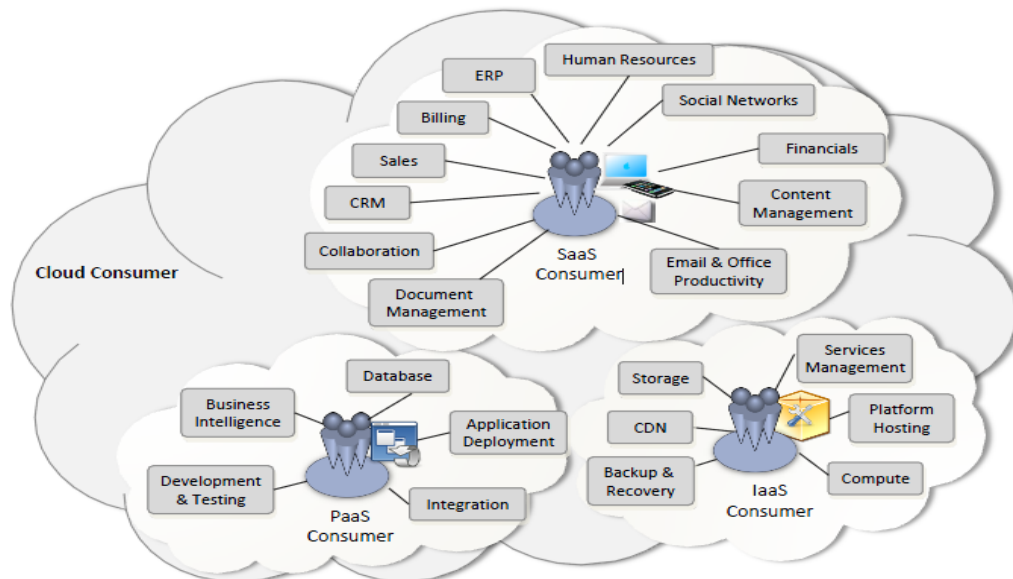 Human Resources
ERP
Social Networks
Billing
Financials
Sales
CRM
Content
Management
Collaboration
SaaS
Consumer
Email & Office
Productivity
Document
Management
Cloud Consumer
Database
Business
Intelligence
Application
Deployment
Development
& Testing
Integration
PaaS
Consumer
Services
Management
Storage
Platform
Hosting
CDN
Backup &
Recovery
Compute
IaaS
Consumer